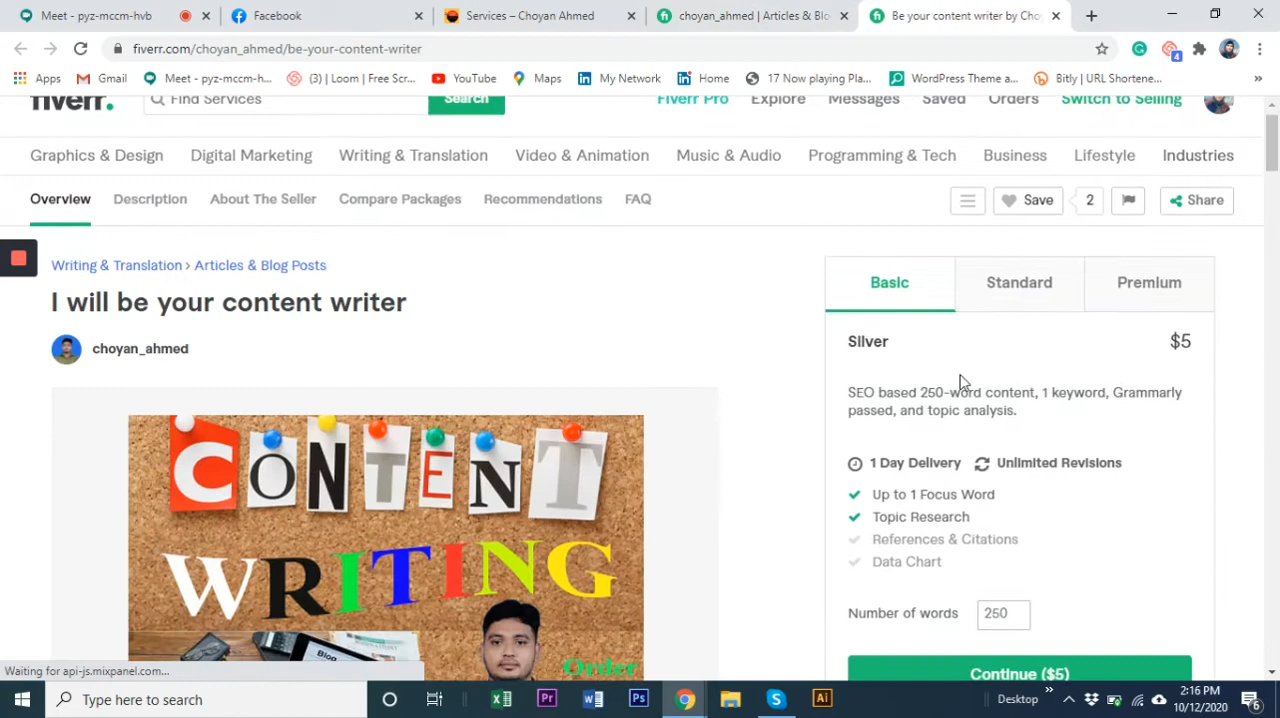 Meet - pyz-mccm-hvb
Facebook
Services – Choyan Ahmed
choyan_ahmed | Articles & Blo
Be your content writer by Cho
fiverr.com/choyan_ahmed/be-your-content-writer
4
Apps
Gmail
Meet - pyz-mccm-h...
(3) | Loom | Free Scr...
YouTube
Maps
My Network
Home
17 Now playing Pla...
WordPress Theme a...
Bitly | URL Shortene...
»
fiverr.
Find Services
Search
Fiverr Pro
Explore
Messages
Saved
Orders
Switch to Selling
Graphics & Design
Digital Marketing
Writing & Translation
Video & Animation
Music & Audio
Programming & Tech
Business
Lifestyle
Industries
Overview
Description
About The Seller
Compare Packages
Recommendations
FAQ
Save
2
Share
Writing & Translation › Articles & Blog Posts
I will be your content writer
choyan_ahmed
CONTENT
WRITING
Blog
Order
Basic
Standard
Premium
Silver
$5
SEO based 250-word content, 1 keyword, Grammarly
passed, and topic analysis.
1 Day Delivery
Unlimited Revisions
Up to 1 Focus Word
Topic Research
References & Citations
Data Chart
Number of words
250
Continue ($5)
Waiting for api-js.mixpanel.com...
Type here to search
Desktop
»
2:16 PM
10/12/2020
6